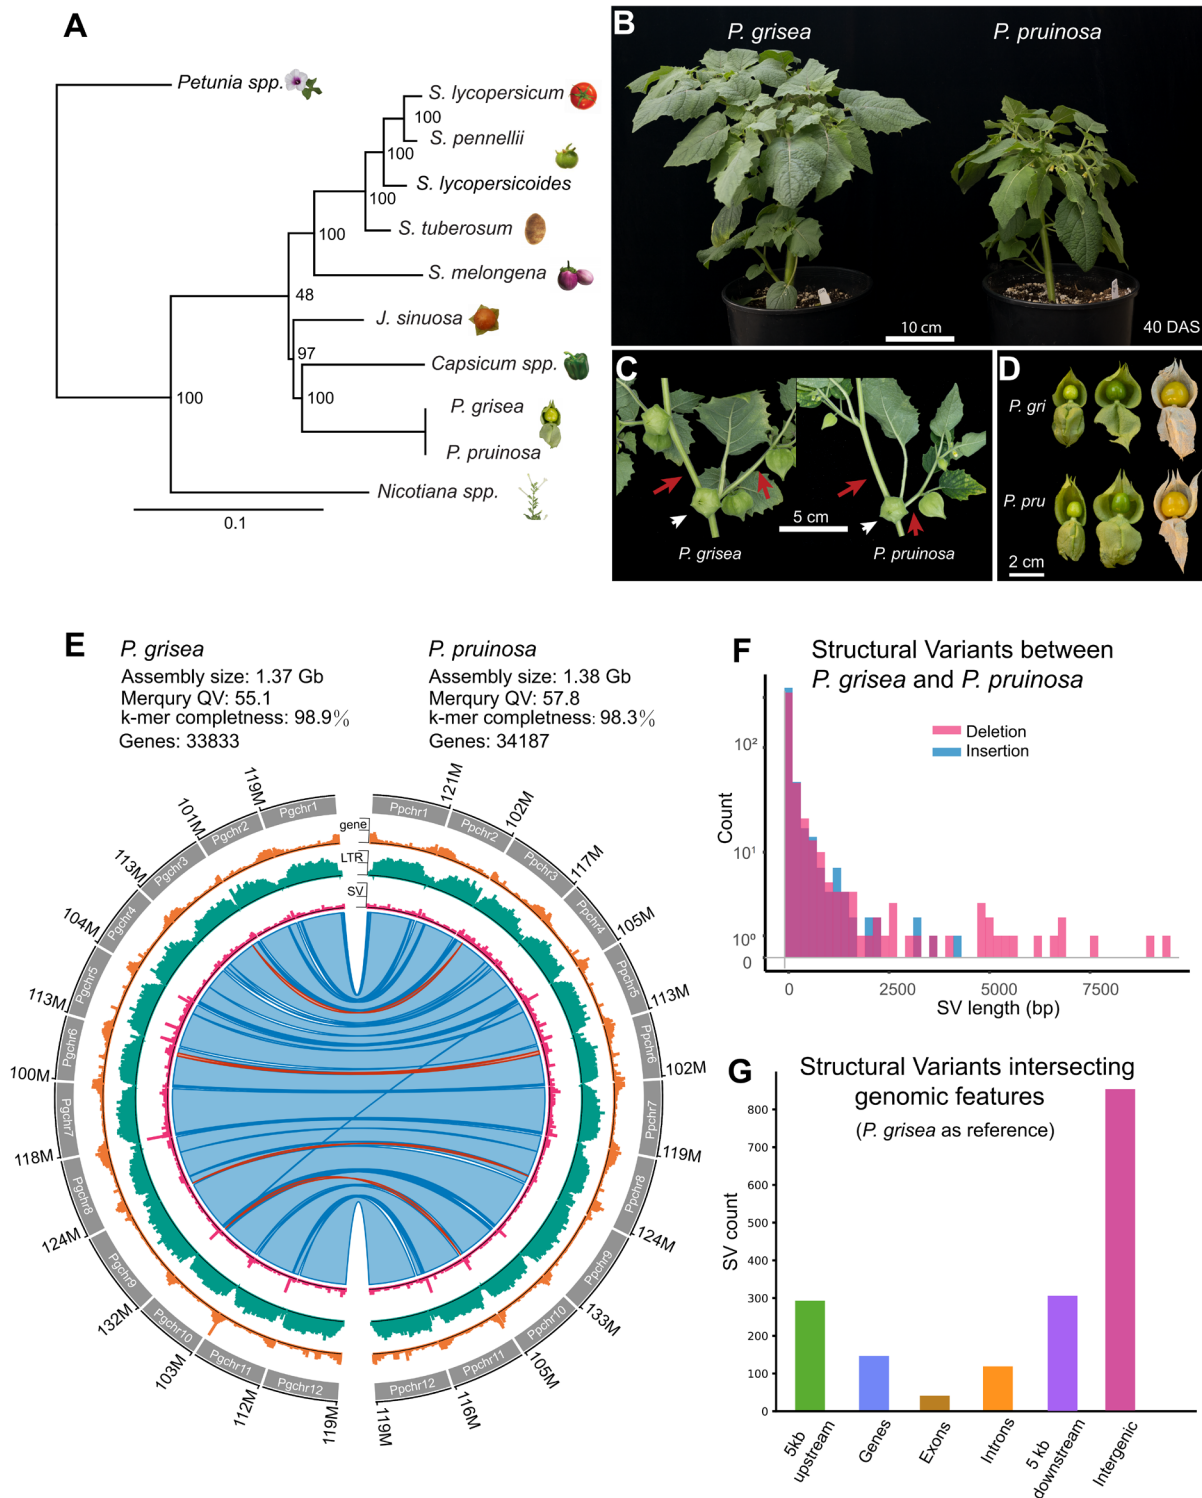 A
Petunia spp.
S. lycopersicum
100
S. pennellii
100
S. lycopersicoides
100
S. tuberosum
100
S. melongena
48
J. sinuosa
97
Capsicum spp.
100
100
P. grisea
P. pruinosa
Nicotiana spp.
0.1
B
P. grisea
P. pruinosa
10 cm
40 DAS
C
5 cm
P. grisea
P. pruinosa
D
P. gri
P. pru
2 cm
E
P. grisea
Assembly size: 1.37 Gb
Merqury QV: 55.1
k-mer completness: 98.9%
Genes: 33833
P. pruinosa
Assembly size: 1.38 Gb
Merqury QV: 57.8
k-mer completness: 98.3%
Genes: 34187
gene
LTR
SV
Pgchr1
119M
Pgchr2
101M
Pgchr3
113M
Pgchr4
104M
Pgchr5
113M
Pgchr6
100M
Pgchr7
118M
Pgchr8
124M
Pgchr9
132M
Pgchr10
103M
Pgchr11
112M
Pgchr12
119M
Ppchr1
121M
Ppchr2
102M
Ppchr3
117M
Ppchr4
105M
Ppchr5
113M
Ppchr6
102M
Ppchr7
119M
Ppchr8
124M
Ppchr9
133M
Ppchr10
105M
Ppchr11
116M
Ppchr12
119M
F
Structural Variants between
P. grisea and P. pruinosa
Deletion
Insertion
Count
10²
10¹
10⁰
0
0
2500
5000
7500
SV length (bp)
G
Structural Variants intersecting
genomic features
(P. grisea as reference)
SV count
800
700
600
500
400
300
200
100
0
5kb
upstream
Genes
Exons
Introns
5 kb
downstream
Intergenic